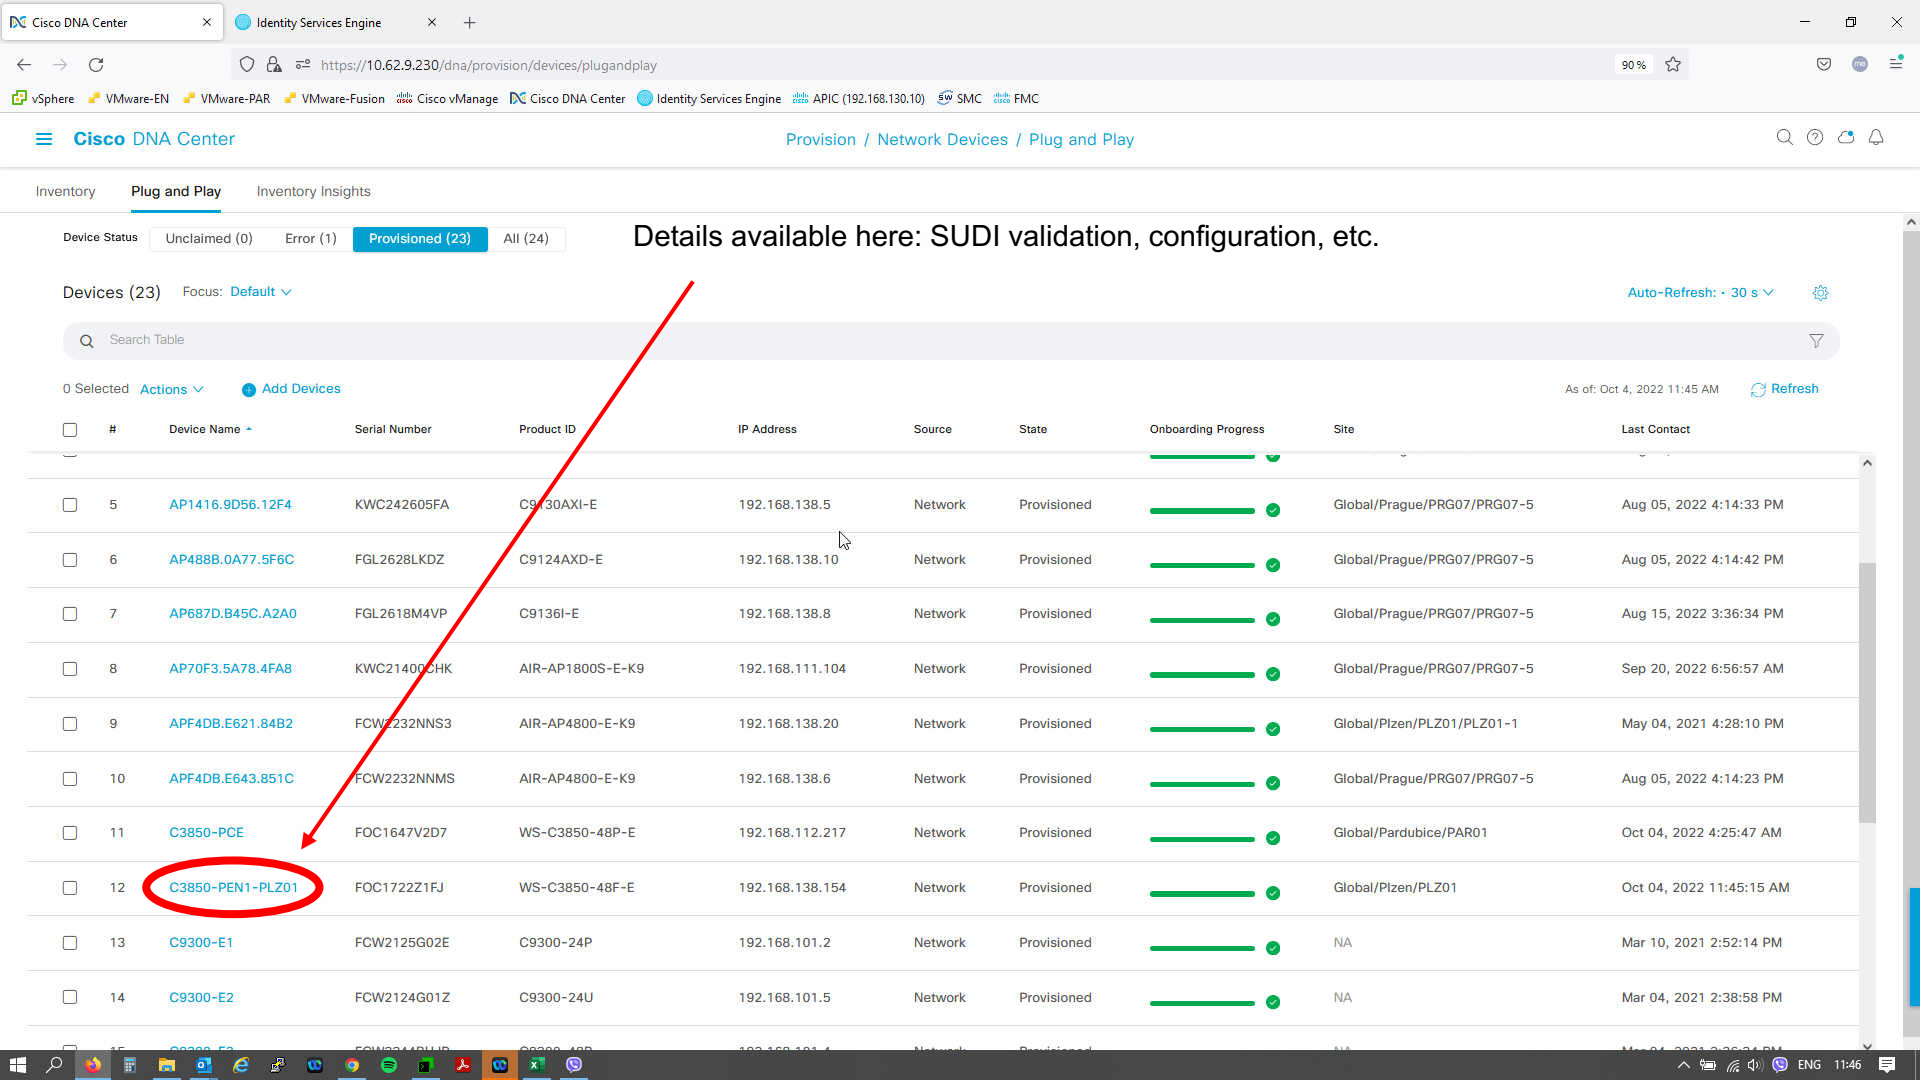 Cisco DNA Center
Identity Services Engine
https://10.62.9.230/dna/provision/devices/plugandplay
90%
vSphere VMware-EN VMware-PAR VMware-Fusion Cisco vManage Cisco DNA Center Identity Services Engine APIC (192.168.130.10) SMC FMC
Cisco DNA Center
Provision / Network Devices / Plug and Play
Inventory Plug and Play Inventory Insights
Device Status Unclaimed (0) Error (1) Provisioned (23) All (24)
Details available here: SUDI validation, configuration, etc.
Devices (23) Focus: Default Auto-Refresh: • 30 s
Search Table
0 Selected Actions Add Devices As of: Oct 4, 2022 11:45 AM Refresh
# Device Name Serial Number Product ID IP Address Source State Onboarding Progress Site Last Contact
5 AP1416.9D56.12F4 KWC242605FA C9130AXI-E 192.168.138.5 Network Provisioned Global/Prague/PRG07/PRG07-5 Aug 05, 2022 4:14:33 PM
6 AP488B.0A77.5F6C FGL2628LKDZ C9124AXD-E 192.168.138.10 Network Provisioned Global/Prague/PRG07/PRG07-5 Aug 05, 2022 4:14:42 PM
7 AP687D.B45C.A2A0 FGL2618M4VP C9136I-E 192.168.138.8 Network Provisioned Global/Prague/PRG07/PRG07-5 Aug 15, 2022 3:36:34 PM
8 AP70F3.5A78.4FA8 KWC21400CHK AIR-AP1800S-E-K9 192.168.111.104 Network Provisioned Global/Prague/PRG07/PRG07-5 Sep 20, 2022 6:56:57 AM
9 APF4DB.E621.84B2 FCW2232NNS3 AIR-AP4800-E-K9 192.168.138.20 Network Provisioned Global/Plzen/PLZ01/PLZ01-1 May 04, 2021 4:28:10 PM
10 APF4DB.E643.851C FCW2232NNMS AIR-AP4800-E-K9 192.168.138.6 Network Provisioned Global/Prague/PRG07/PRG07-5 Aug 05, 2022 4:14:23 PM
11 C3850-PCE FOC1647V2D7 WS-C3850-48P-E 192.168.112.217 Network Provisioned Global/Pardubice/PAR01 Oct 04, 2022 4:25:47 AM
12 C3850-PEN1-PLZ01 FOC1722Z1FJ WS-C3850-48F-E 192.168.138.154 Network Provisioned Global/Plzen/PLZ01 Oct 04, 2022 11:45:15 AM
13 C9300-E1 FCW2125G02E C9300-24P 192.168.101.2 Network Provisioned NA Mar 10, 2021 2:52:14 PM
14 C9300-E2 FCW2124G01Z C9300-24U 192.168.101.5 Network Provisioned NA Mar 04, 2021 2:38:58 PM
ENG 11:46